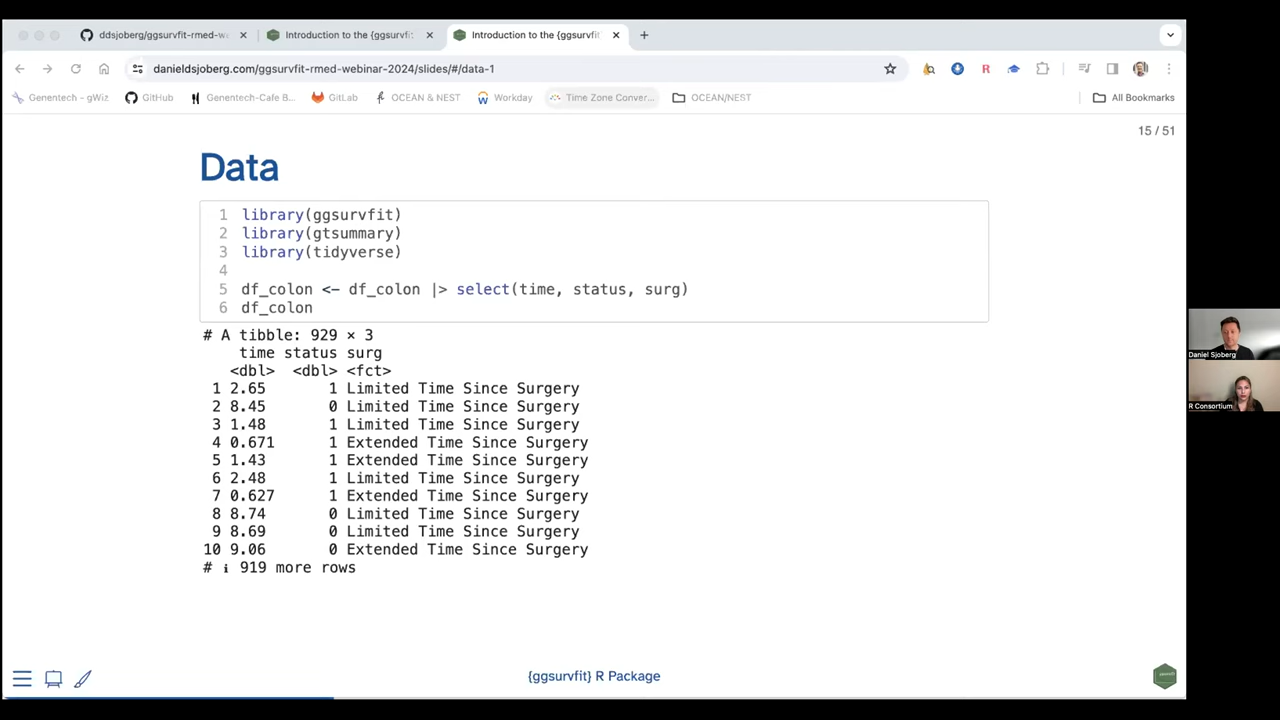 ddsjoberg/ggsurvfit-rmed-we
Introduction to the {ggsurvfit
Introduction to the {ggsurvfit}
danieldsjoberg.com/ggsurvfit-rmed-webinar-2024/slides/#/data-1
Genentech - gWiz
GitHub
Genentech-Cafe B...
GitLab
OCEAN & NEST
Workday
Time Zone Conver...
OCEAN/NEST
All Bookmarks
15 / 51
Data
1 library(ggsurvfit)
2 library(gtsummary)
3 library(tidyverse)
4
5 df_colon <- df_colon |> select(time, status, surg)
6 df_colon
# A tibble: 929 × 3
time status surg
<dbl> <dbl> <fct>
1 2.65 1 Limited Time Since Surgery
2 8.45 0 Limited Time Since Surgery
3 1.48 1 Limited Time Since Surgery
4 0.671 1 Extended Time Since Surgery
5 1.43 1 Extended Time Since Surgery
6 2.48 1 Limited Time Since Surgery
7 0.627 1 Extended Time Since Surgery
8 8.74 0 Limited Time Since Surgery
9 8.69 0 Limited Time Since Surgery
10 9.06 0 Extended Time Since Surgery
# ℹ 919 more rows
Daniel Sjoberg
R Consortium
{ggsurvfit} R Package